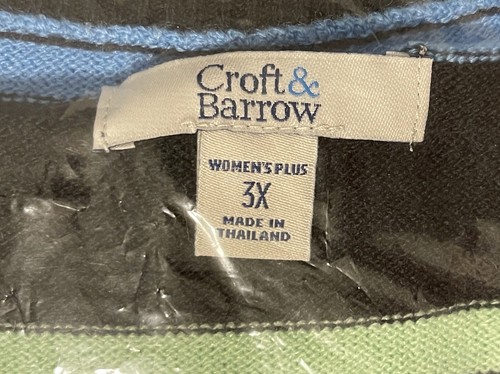 Croft&
Barrow
WOMEN'S PLUS
3X
MADE IN
THAILAND